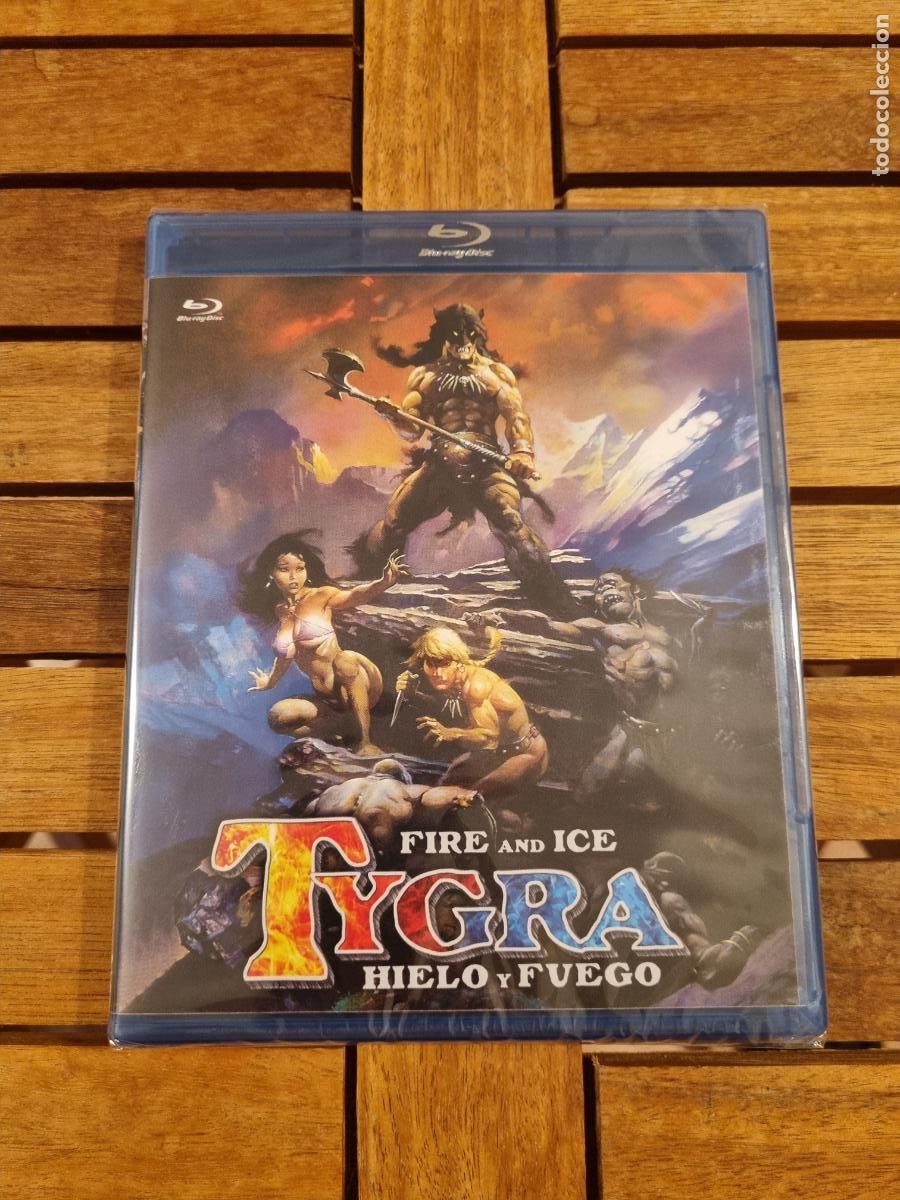 todocoleccion
Blu-ray Disc
Blu-ray Disc
FIRE AND ICE
TYGRA
HIELO Y FUEGO